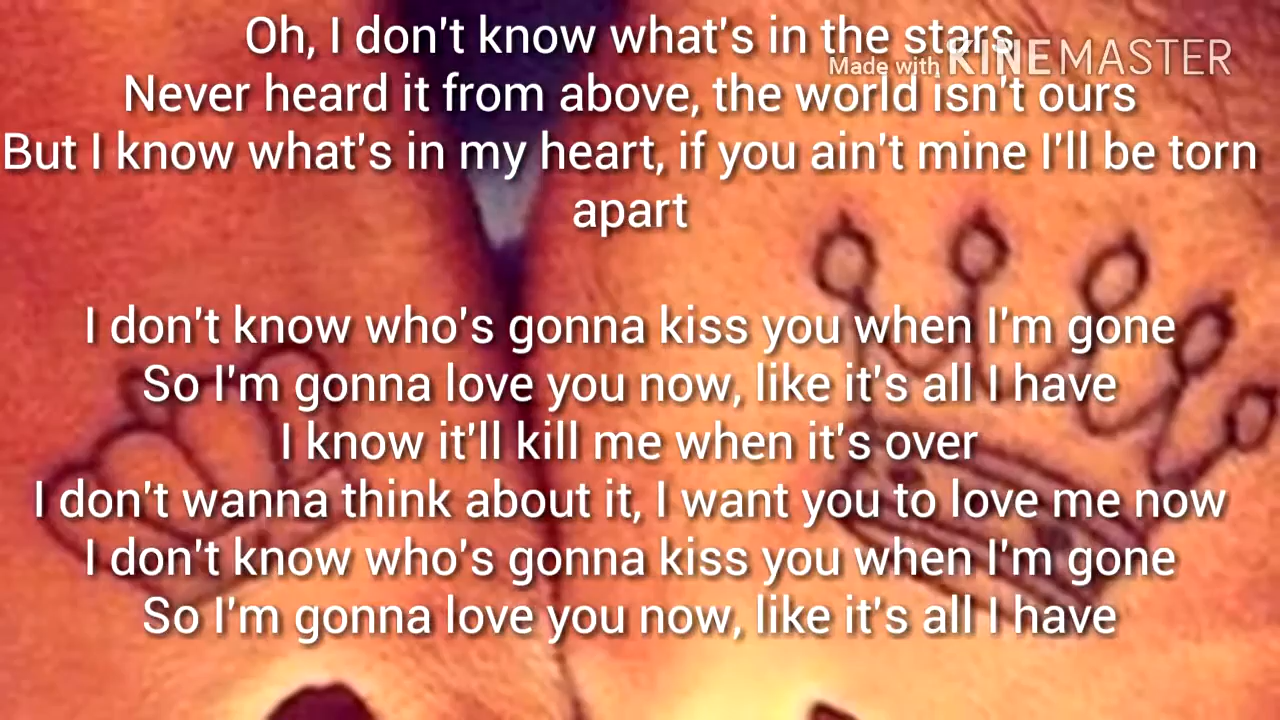 Oh, I don't know what's in the stars
Made with KINEMASTER
Never heard it from above, the world isn't ours
But I know what's in my heart, if you ain't mine I'll be torn
apart
I don't know who's gonna kiss you when I'm gone
So I'm gonna love you now, like it's all I have
I know it'll kill me when it's over
I don't wanna think about it, I want you to love me now
I don't know who's gonna kiss you when I'm gone
So I'm gonna love you now, like it's all I have